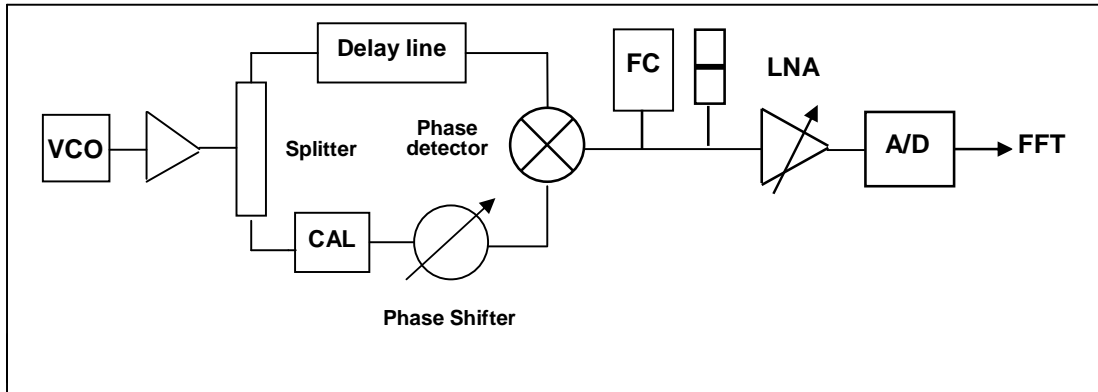 Delay line
FC
LNA
VCO
Splitter
Phase
detector
A/D
FFT
CAL
Phase Shifter